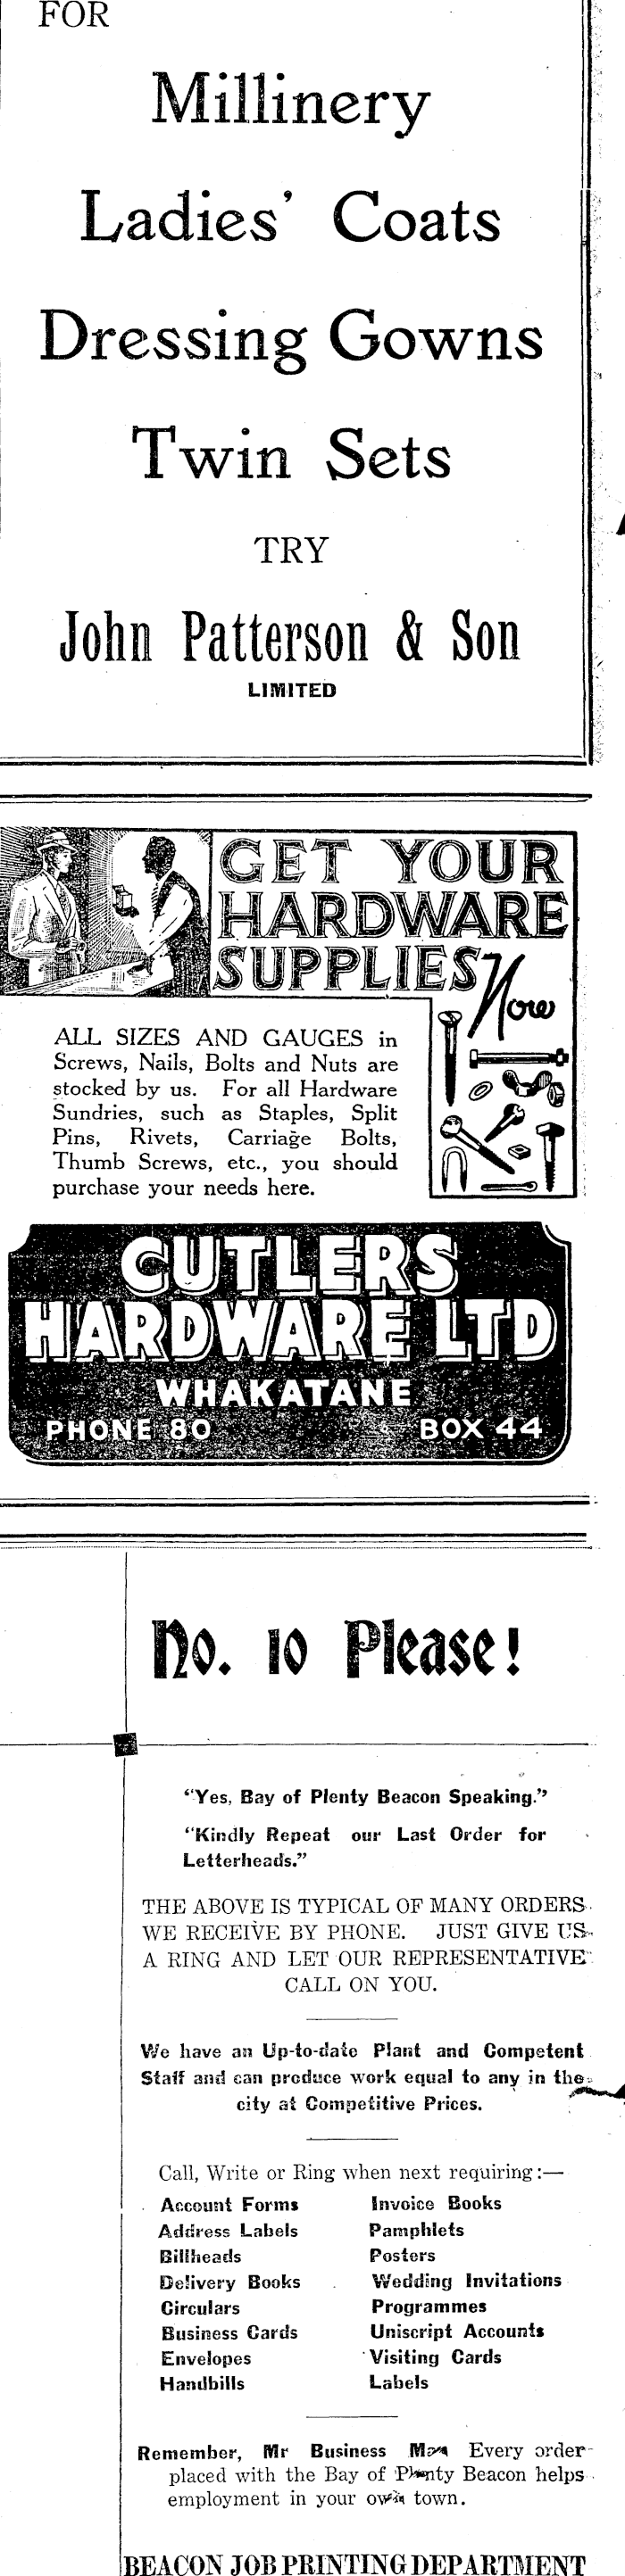 FOR
Millinery
Ladies' Coats
Dressing Gowns
Twin Sets
TRY
John Patterson & Son
LIMITED
GET YOUR
HARDWARE
SUPPLIES Now
ALL SIZES AND GAUGES in
Screws, Nails, Bolts and Nuts are
stocked by us. For all Hardware
Sundries, such as Staples, Split
Pins, Rivets, Carriage Bolts,
Thumb Screws, etc., you should
purchase your needs here.
CUTLERS
HARDWARE LTD
WHAKATANE
PHONE 80 BOX 44
No. 10 Please!
"Yes, Bay of Plenty Beacon Speaking."
"Kindly Repeat our Last Order for
Letterheads."
THE ABOVE IS TYPICAL OF MANY ORDERS
WE RECEIVE BY PHONE. JUST GIVE US
A RING AND LET OUR REPRESENTATIVE
CALL ON YOU.
We have an Up-to-date Plant and Competent
Staff and can produce work equal to any in the
city at Competitive Prices.
Call, Write or Ring when next requiring:—
Account Forms Invoice Books
Address Labels Pamphlets
Billheads Posters
Delivery Books Wedding Invitations
Circulars Programmes
Business Cards Uniscript Accounts
Envelopes Visiting Cards
Handbills Labels
Remember, Mr Business Man Every order
placed with the Bay of Plenty Beacon helps
employment in your own town.
BEACON JOB PRINTING DEPARTMENT